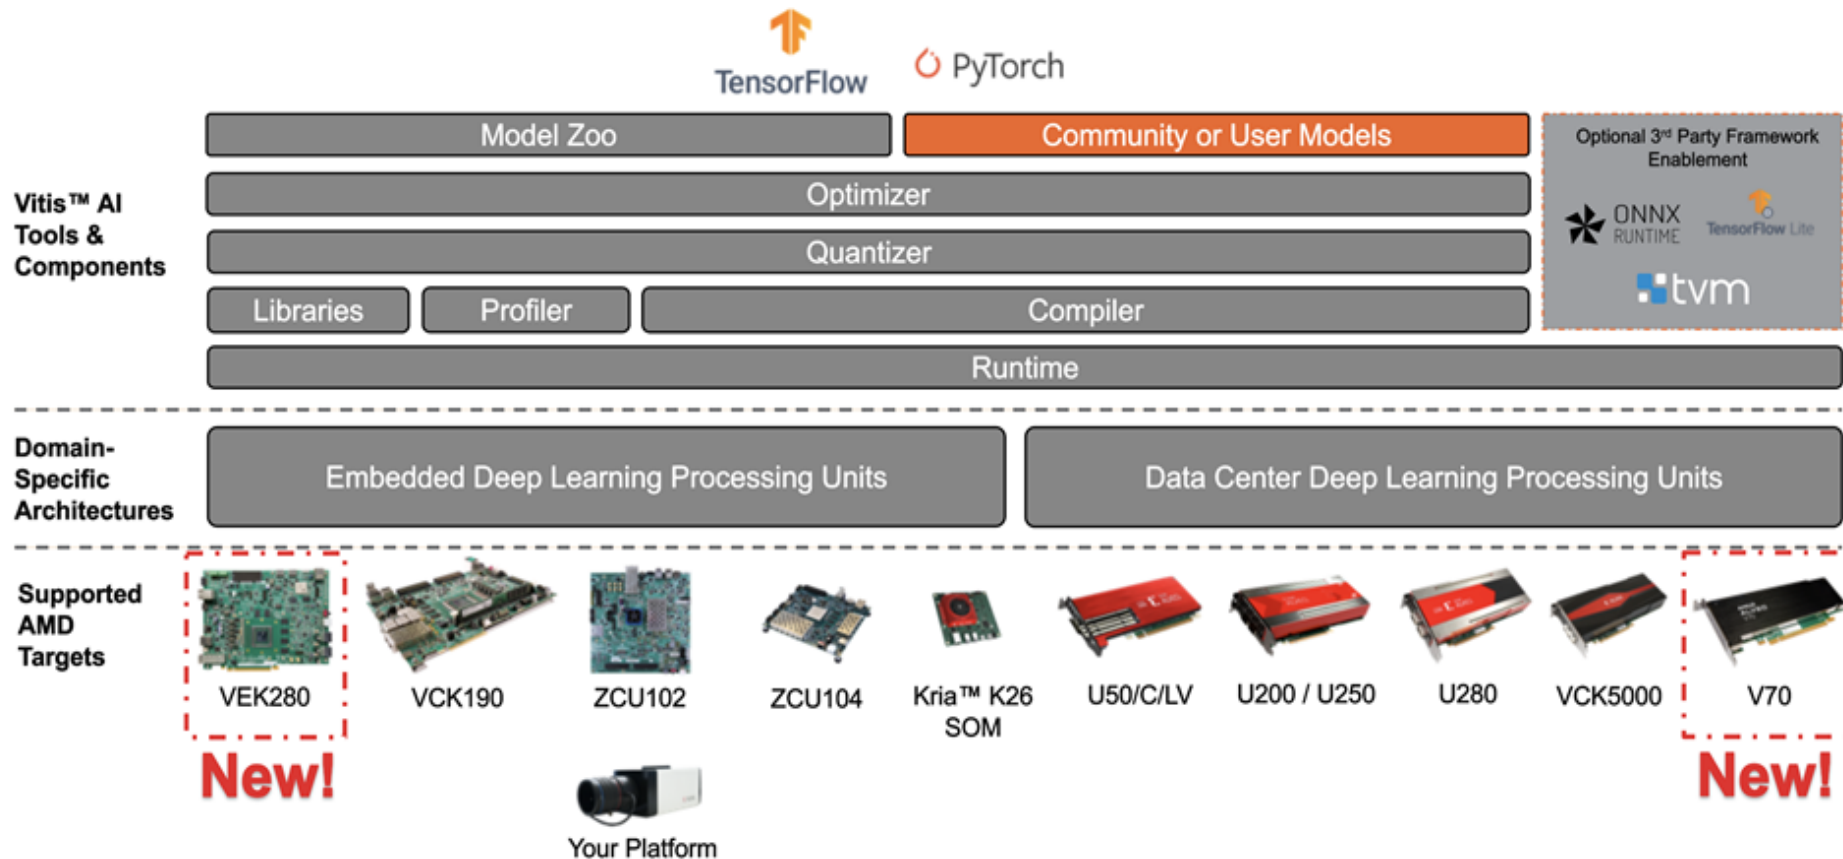 TensorFlow
PyTorch
Model Zoo
Community or User Models
Optional 3rd Party Framework
Enablement
ONNX
RUNTIME
TensorFlow Lite
tvm
Vitis™ AI
Tools &
Components
Optimizer
Quantizer
Libraries
Profiler
Compiler
Runtime
Domain-
Specific
Architectures
Embedded Deep Learning Processing Units
Data Center Deep Learning Processing Units
Supported
AMD
Targets
VEK280
VCK190
ZCU102
ZCU104
Kria™ K26
SOM
U50/C/LV
U200 / U250
U280
VCK5000
V70
New!
New!
Your Platform